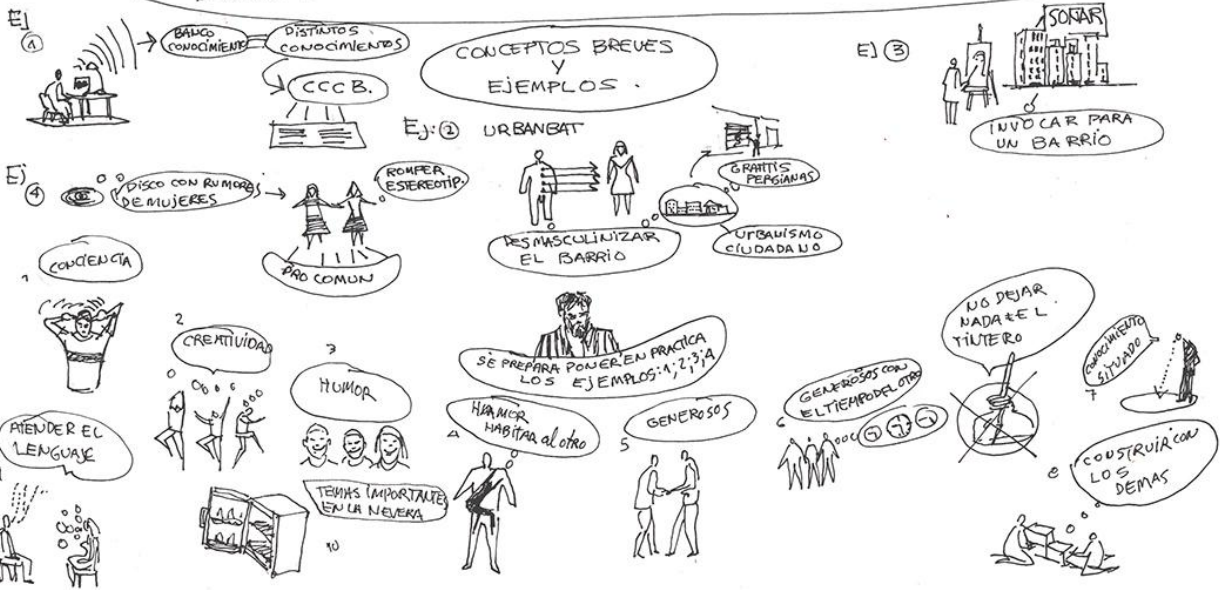 Ej
1
BANCO
CONOCIMIENTO
DISTINTOS
CONOCIMIENTOS
CCCB.
CONCEPTOS BREVES
Y
EJEMPLOS.
Ej: 2 URBANBAT
DESMASCULINIZAR
EL BARRIO
GRAFITIS
PERSIANAS
URBANISMO
CIUDADANO
Ej 3
SOÑAR
INVOCAR PARA
UN BARRIO
Ej
4
DISCO CON RUMORES
DE MUJERES
ROMPER
ESTEREOTIP.
PRO COMUN
SE PREPARA PONER EN PRACTICA
LOS EJEMPLOS: 1; 2; 3; 4
1
CONCIENCIA
2
CREATIVIDAD
3
HUMOR
4
HABITAR al otro
5
GENEROSOS
6
GENEROSOS CON
EL TIEMPO DEL OTRO
NO DEJAR
NADA EL
TINTERO
7
CONOCIMIENTO
SITUADO
8
CONSTRUIR CON
LOS
DEMAS
ATENDER EL
LENGUAJE
10
TEMAS IMPORTANTES
EN LA NEVERA